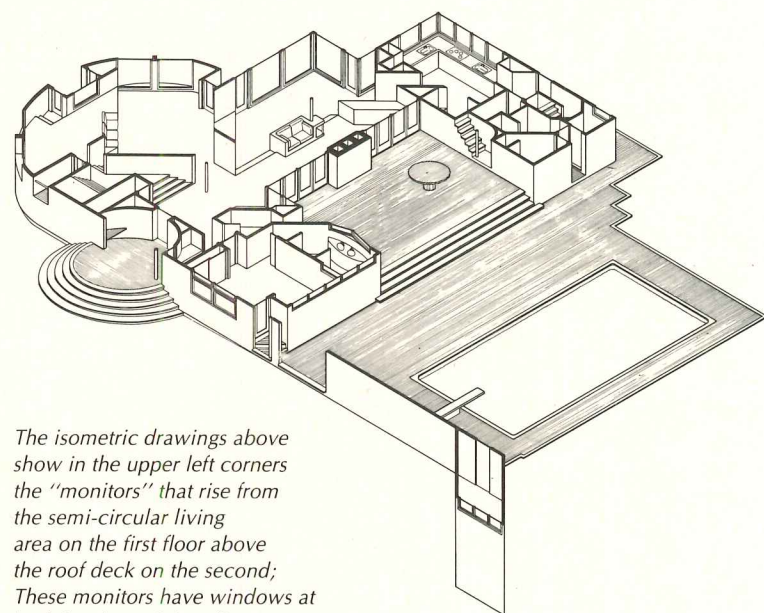 The isometric drawings above
show in the upper left corners
the "monitors" that rise from
the semi-circular living
area on the first floor above
the roof deck on the second;
These monitors have windows at